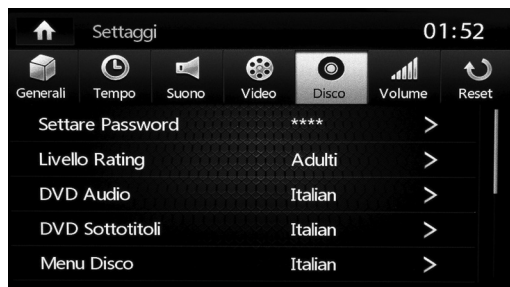 Settaggi 01:52
Generali Tempo Suono Video Disco Volume Reset
Settare Password **** >
Livello Rating Adulti >
DVD Audio Italian >
DVD Sottotitoli Italian >
Menu Disco Italian >